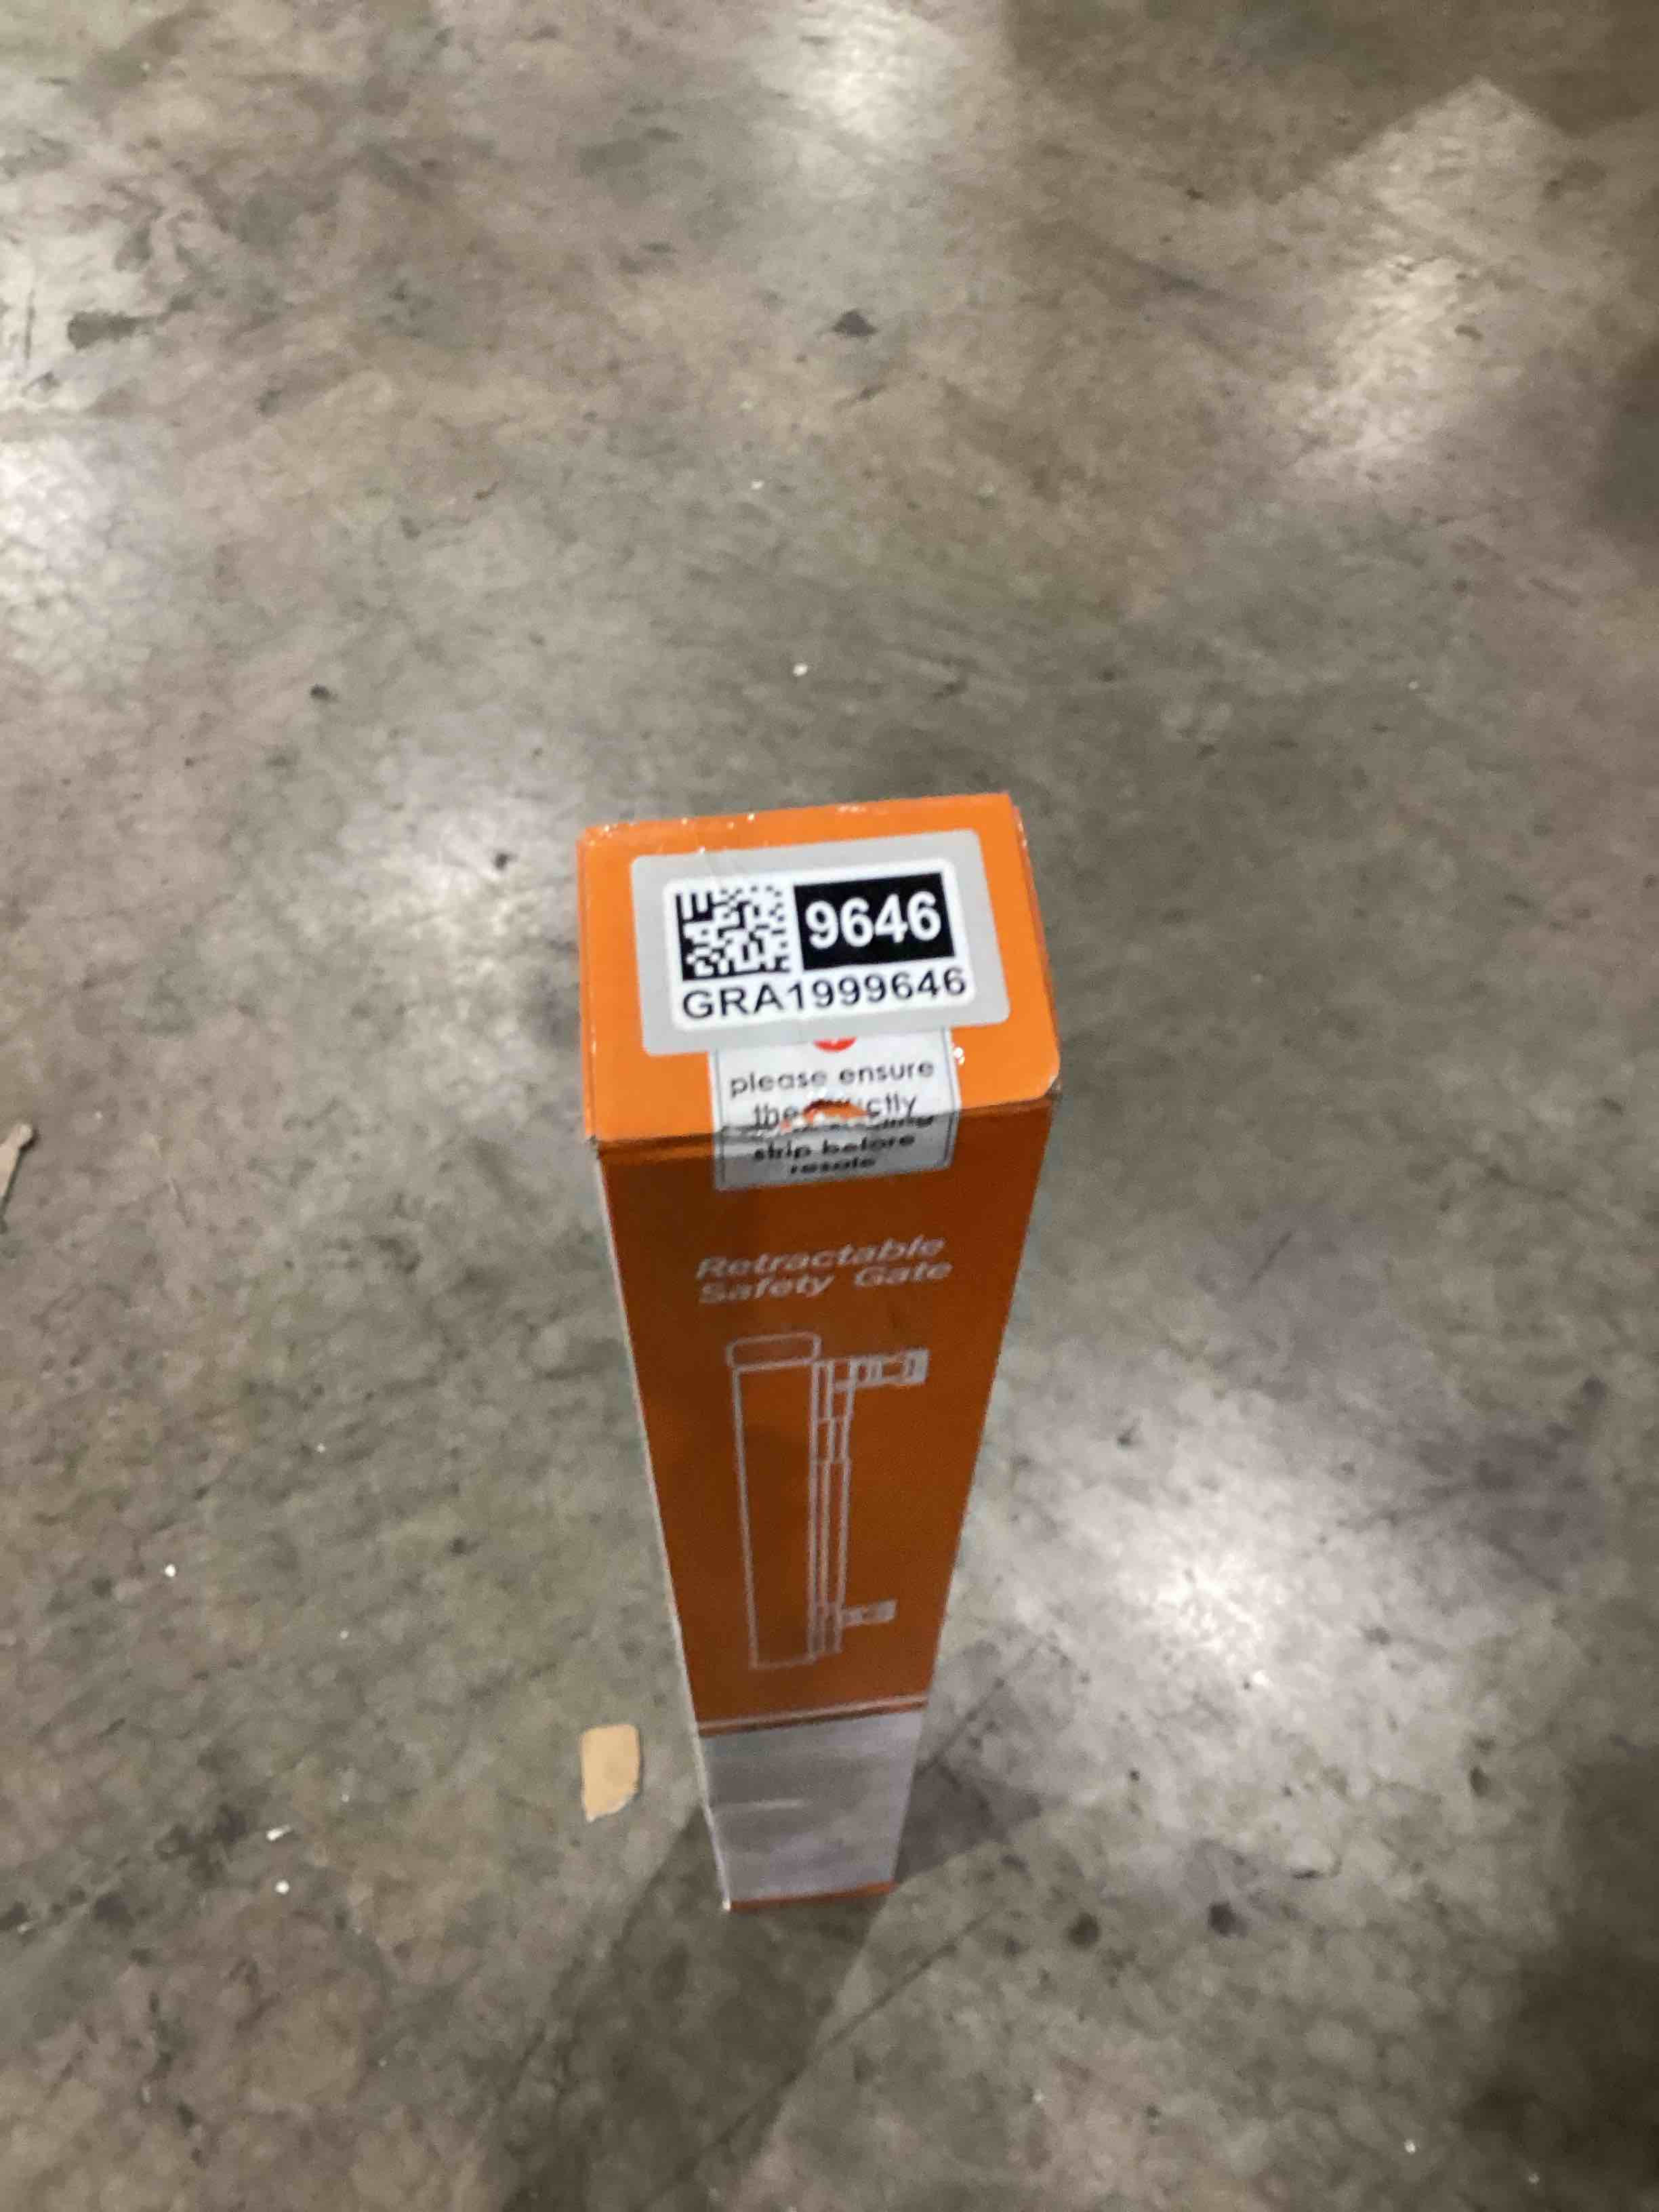 9646
GRA1999646
please ensure
strip before
resale
Retractable
Safety Gate